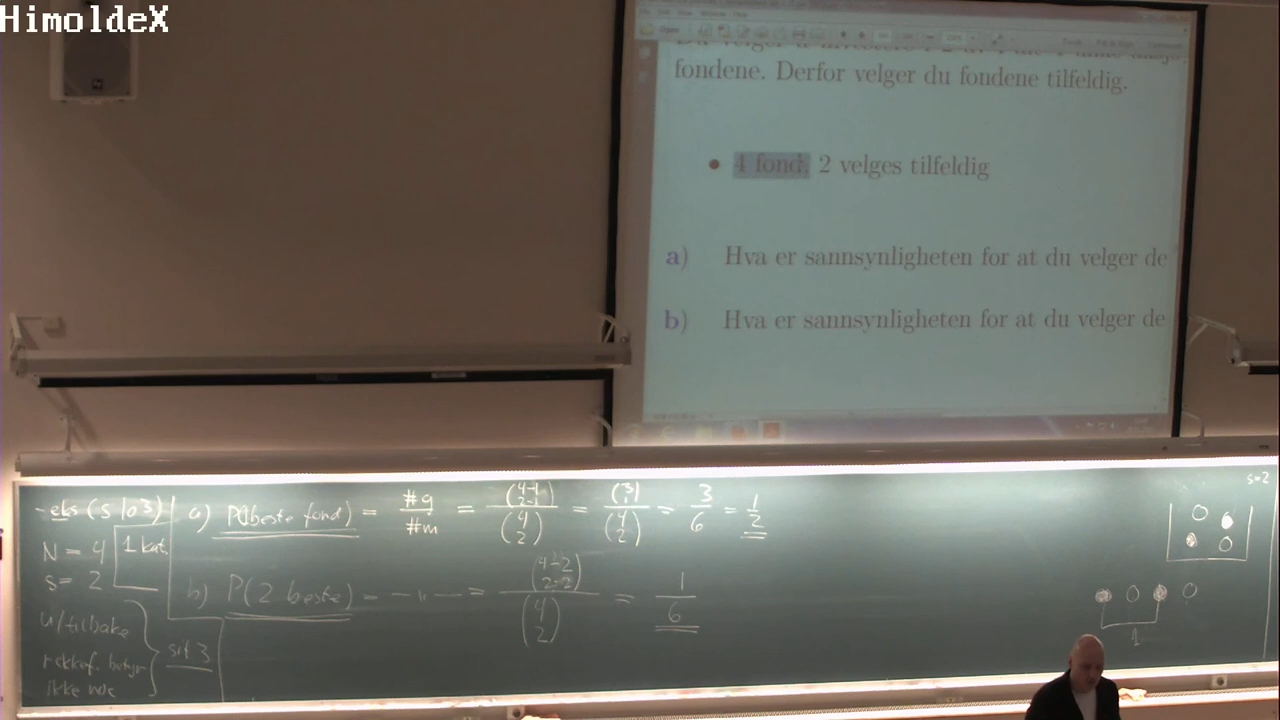 HimoldeX
fondene. Derfor velger du fondene tilfeldig.
• 4 fond, 2 velges tilfeldig
a) Hva er sannsynligheten for at du velger de
b) Hva er sannsynligheten for at du velger de
s=2
-eks (s 103)
N = 4
s = 2
1 kat.
u/tilbake
rekkef. betyr
ikke noe
sit 3
a) P(beste fond) = #g / #m = (4-1 2-1) / (4 2) = (3 1) / (4 2) = 3/6 = 1/2
b) P(2 beste) = -"- = (4-2 2-2) / (4 2) = 1/6
1